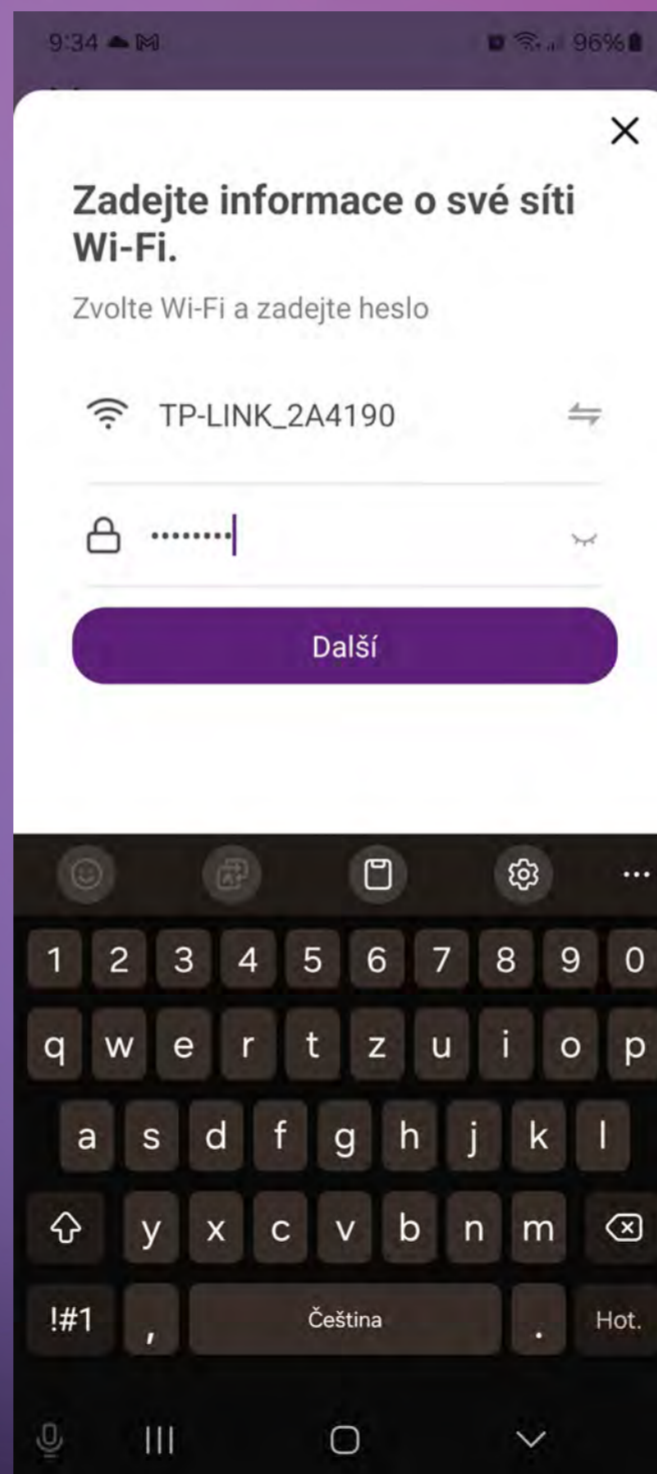 9:34
96%
Zadejte informace o své síti
Wi-Fi.
Zvolte Wi-Fi a zadejte heslo
TP-LINK_2A4190
••••••••
Další
1 2 3 4 5 6 7 8 9 0
q w e r t z u i o p
a s d f g h j k l
y x c v b n m
!#1 , Čeština . Hot.